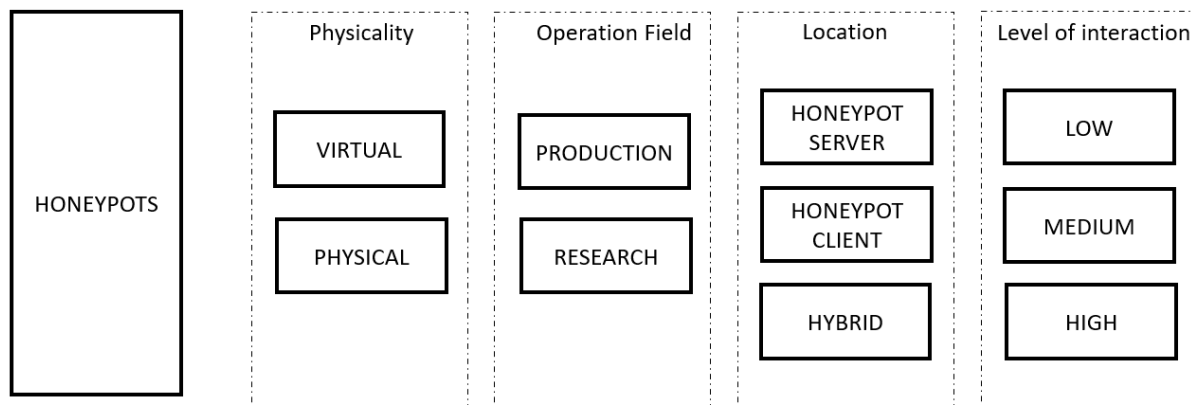 HONEYPOTS
Physicality
VIRTUAL
PHYSICAL
Operation Field
PRODUCTION
RESEARCH
Location
HONEYPOT
SERVER
HONEYPOT
CLIENT
HYBRID
Level of interaction
LOW
MEDIUM
HIGH